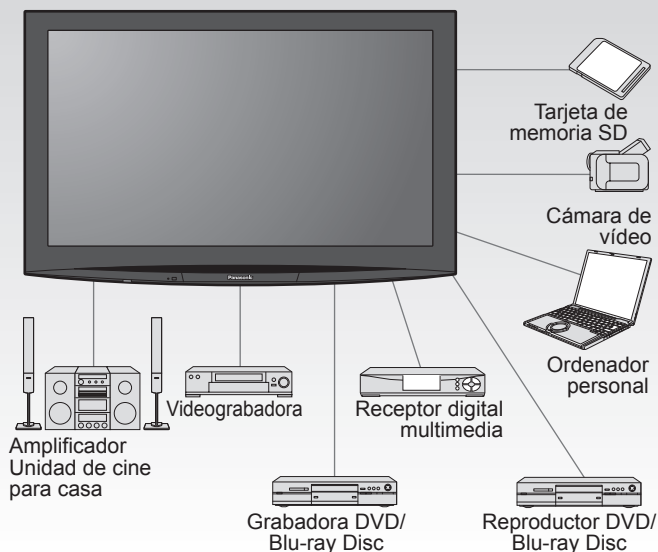 Panasonic
Tarjeta de
memoria SD
Cámara de
vídeo
Ordenador
personal
Videograbadora
Receptor digital
multimedia
Amplificador
Unidad de cine
para casa
Grabadora DVD/
Blu-ray Disc
Reproductor DVD/
Blu-ray Disc